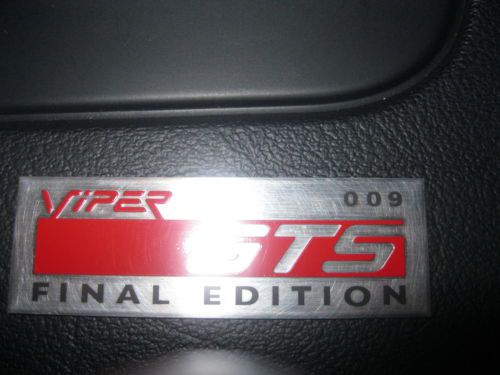 VIPER 009
GTS
FINAL EDITION